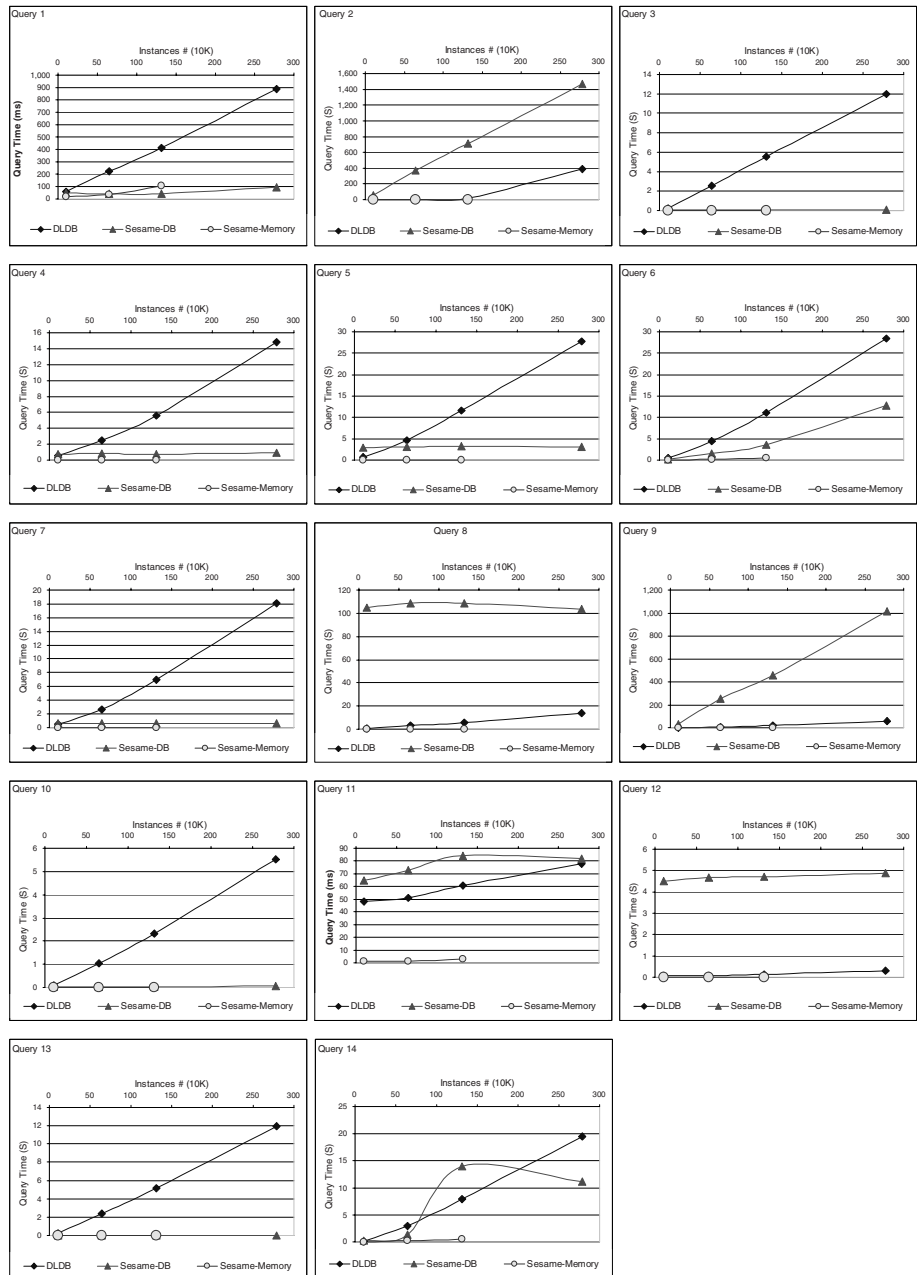 Query 1
Instances # (10K)
0 50 100 150 200 250 300
Query Time (ms)
1,000
900
800
700
600
500
400
300
200
100
0
DLDB Sesame-DB Sesame-Memory
Query 2
Instances # (10K)
0 50 100 150 200 250 300
Query Time (S)
1,600
1,400
1,200
1,000
800
600
400
200
0
DLDB Sesame-DB Sesame-Memory
Query 3
Instances # (10K)
0 50 100 150 200 250 300
Query Time (S)
14
12
10
8
6
4
2
0
DLDB Sesame-DB Sesame-Memory
Query 4
Instances # (10K)
0 50 100 150 200 250 300
Query Time (S)
16
14
12
10
8
6
4
2
0
DLDB Sesame-DB Sesame-Memory
Query 5
Instances # (10K)
0 50 100 150 200 250 300
Query Time (S)
30
25
20
15
10
5
0
DLDB Sesame-DB Sesame-Memory
Query 6
Instances # (10K)
0 50 100 150 200 250 300
Query Time (S)
30
25
20
15
10
5
0
DLDB Sesame-DB Sesame-Memory
Query 7
Instances # (10K)
0 50 100 150 200 250 300
Query Time (S)
20
18
16
14
12
10
8
6
4
2
0
DLDB Sesame-DB Sesame-Memory
Query 8
Instances # (10K)
0 50 100 150 200 250 300
Query Time (S)
120
100
80
60
40
20
0
DLDB Sesame-DB Sesame-Memory
Query 9
Instances # (10K)
0 50 100 150 200 250 300
Query Time (S)
1,200
1,000
800
600
400
200
0
DLDB Sesame-DB Sesame-Memory
Query 10
Instances # (10K)
0 50 100 150 200 250 300
Query Time (S)
6
5
4
3
2
1
0
DLDB Sesame-DB Sesame-Memory
Query 11
Instances # (10K)
0 50 100 150 200 250 300
Query Time (ms)
90
80
70
60
50
40
30
20
10
0
DLDB Sesame-DB Sesame-Memory
Query 12
Instances # (10K)
0 50 100 150 200 250 300
Query Time (S)
6
5
4
3
2
1
0
DLDB Sesame-DB Sesame-Memory
Query 13
Instances # (10K)
0 50 100 150 200 250 300
Query Time (S)
14
12
10
8
6
4
2
0
DLDB Sesame-DB Sesame-Memory
Query 14
Instances # (10K)
0 50 100 150 200 250 300
Query Time (S)
25
20
15
10
5
0
DLDB Sesame-DB Sesame-Memory